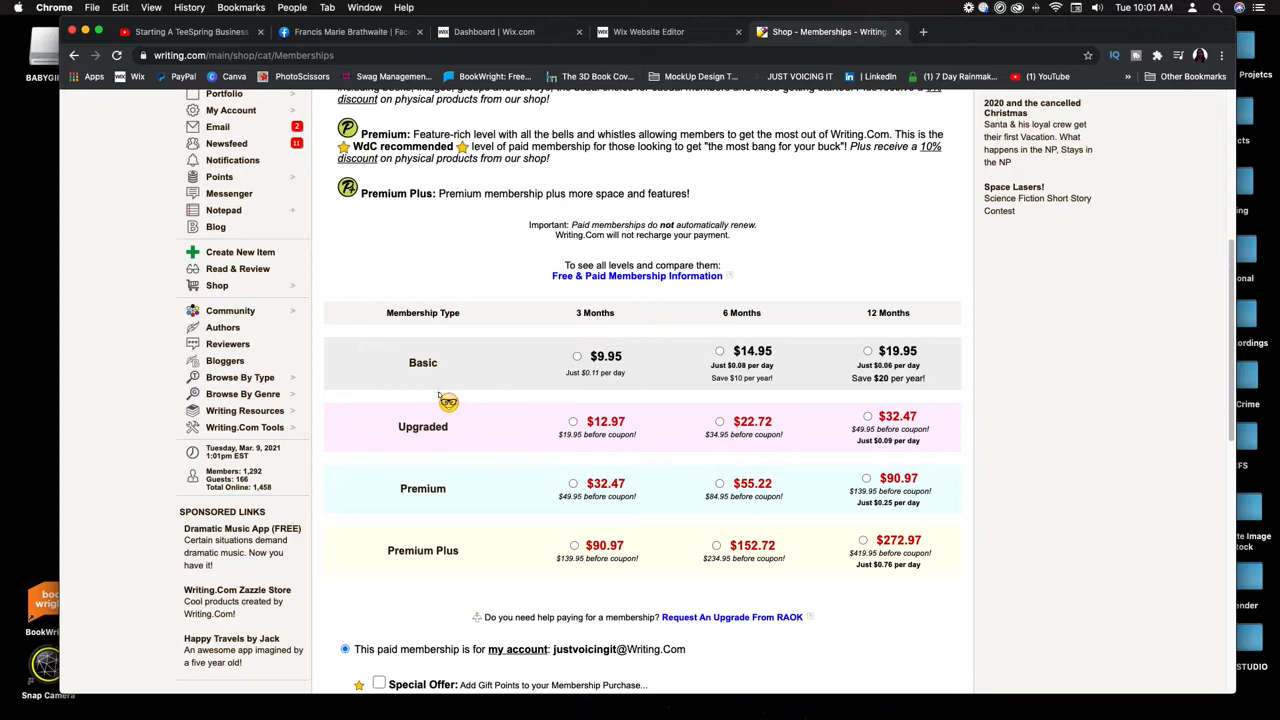 Chrome File Edit View History Bookmarks People Tab Window Help Tue 10:01 AM
Starting A TeeSpring Business Francis Marie Brathwaite | Fac Dashboard | Wix.com Wix Website Editor Shop - Memberships - Writing
writing.com/main/shop/cat/Memberships
Apps Wix PayPal Canva PhotoScissors Swag Managemen... BookWright: Free... The 3D Book Cov... MockUp Design T... JUST VOICING IT LinkedIn (1) 7 Day Rainmak... (1) YouTube » Other Bookmarks
BABYGI
Portfolio
My Account
Email 2
Newsfeed 11
Notifications
Points
Messenger
Notepad
Blog
Create New Item
Read & Review
Shop
Community
Authors
Reviewers
Bloggers
Browse By Type
Browse By Genre
Writing Resources
Writing.Com Tools
Tuesday, Mar. 9, 2021
1:01pm EST
Members: 1,292
Guests: 166
Total Online: 1,458
SPONSORED LINKS
Dramatic Music App (FREE)
Certain situations demand
dramatic music. Now you
have it!
Writing.Com Zazzle Store
Cool products created by
Writing.Com!
Happy Travels by Jack
An awesome app imagined by
a five year old!
discount on physical products from our shop!
Premium: Feature-rich level with all the bells and whistles allowing members to get the most out of Writing.Com. This is the
WdC recommended level of paid membership for those looking to get "the most bang for your buck"! Plus receive a 10%
discount on physical products from our shop!
Premium Plus: Premium membership plus more space and features!
Important: Paid memberships do not automatically renew.
Writing.Com will not recharge your payment.
To see all levels and compare them:
Free & Paid Membership Information
Membership Type 3 Months 6 Months 12 Months
Basic $9.95 $14.95 $19.95
Just $0.11 per day Just $0.08 per day Just $0.06 per day
Save $10 per year! Save $20 per year!
Upgraded $12.97 $22.72 $32.47
$19.95 before coupon! $34.95 before coupon! $49.95 before coupon!
Just $0.09 per day
Premium $32.47 $55.22 $90.97
$49.95 before coupon! $84.95 before coupon! $139.95 before coupon!
Just $0.25 per day
Premium Plus $90.97 $152.72 $272.97
$139.95 before coupon! $234.95 before coupon! $419.95 before coupon!
Just $0.76 per day
Do you need help paying for a membership? Request An Upgrade From RAOK
This paid membership is for my account: justvoicingit@Writing.Com
Special Offer: Add Gift Points to your Membership Purchase...
2020 and the cancelled
Christmas
Santa & his loyal crew get
their first Vacation. What
happens in the NP, Stays in
the NP
Space Lasers!
Science Fiction Short Story
Contest
BookWri
Snap Camera
Projects
cts
ing
ordings
Crime
CFS
te Image
tock
ender
STUDIO